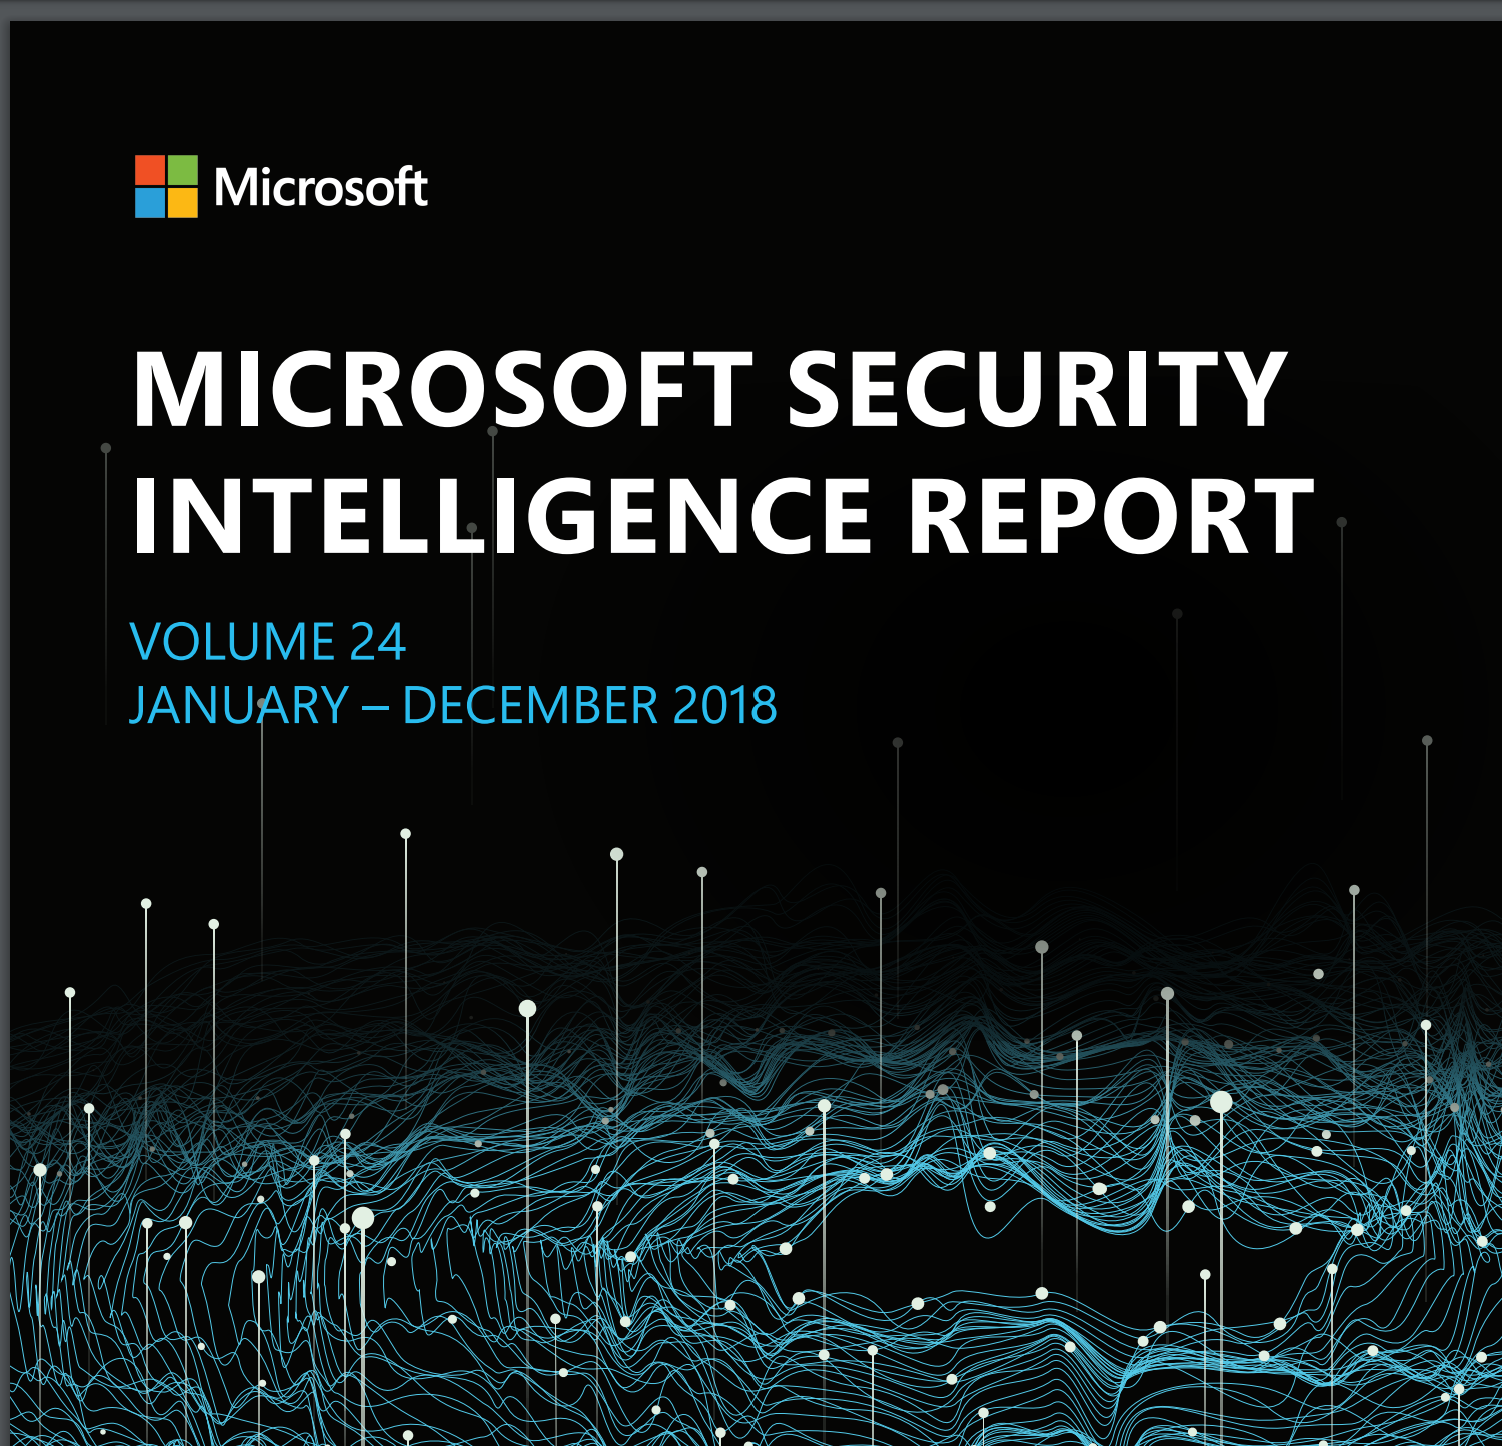 Microsoft
MICROSOFT SECURITY
INTELLIGENCE REPORT
VOLUME 24
JANUARY – DECEMBER 2018